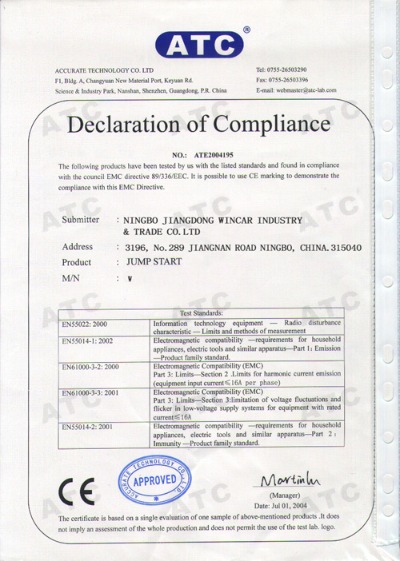 ATC®
ACCURATE TECHNOLOGY CO. LTD
Tel: 0755-26503290
F1, Bldg. A, Changyuan New Material Port, Keyuan Rd.
Fax: 0755-26503396
Science & Industry Park, Nanshan, Shenzhen, Guangdong, P.R. China
E-mail: webmaster@atc-lab.com
Declaration of Compliance
NO.: ATE2004195
The following products have been tested by us with the listed standards and found in compliance
with the council EMC directive 89/336/EEC. It is possible to use CE marking to demonstrate the
compliance with this EMC Directive.
Submitter : NINGBO JIANGDONG WINCAR INDUSTRY
& TRADE CO.LTD
Address : 3196, No.289 JIANGNAN ROAD NINGBO, CHINA.315040
Product : JUMP START
M/N : W
Test Standards:
EN55022: 2000
Information technology equipment — Radio disturbance
characteristic — Limits and methods of measurement
EN55014-1: 2002
Electromagnetic compatibility —requirements for household
appliances, electric tools and similar apparatus—Part 1: Emission
—Product family standard.
EN61000-3-2: 2000
Electromagnetic Compatibility (EMC)
Part 3: Limits—Section 2 .Limits for harmonic current emission
(equipment input current≤16A per phase)
EN61000-3-3: 2001
Electromagnetic Compatibility (EMC)
Part 3: Limits—Section 3:limitation of voltage fluctuations and
flicker in low-voltage supply systems for equipment with rated
current≤16A
EN55014-2: 2001
Electromagnetic compatibility —requirements for household
appliances, electric tools and similar apparatus—Part 2:
Immunity —Product family standard.
CE
ACCURATE TECHNOLOGY CO. LTD
APPROVED
(Manager)
Date: Jul 01, 2004
The certificate is based on a single evaluation of one sample of above-mentioned products .It does
not imply an assessment of the whole production and does not permit the use of the test lab. logo.